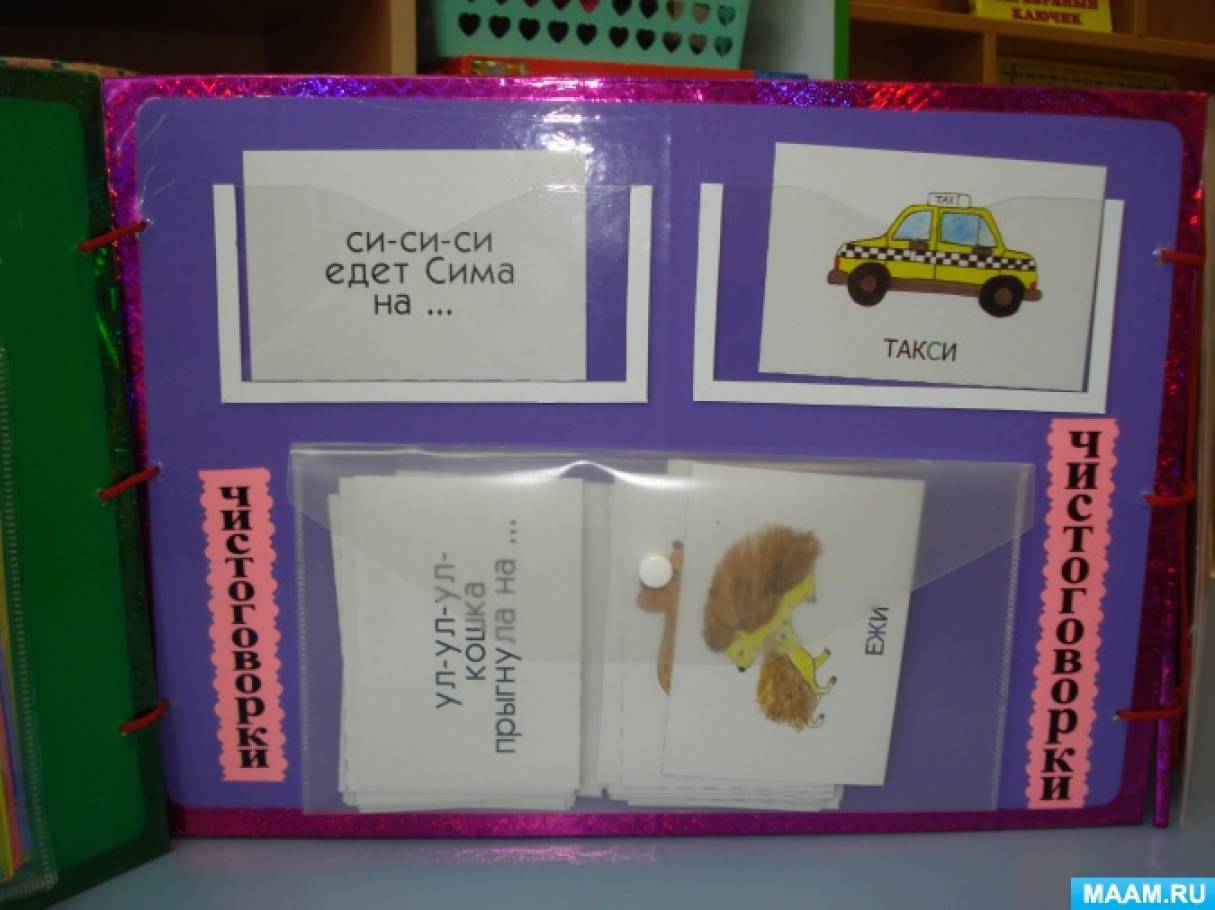 КЛЮЧИК
си-си-си
едет Сима
на ...
TAXI
ТАКСИ
ЧИСТОГОВОРКИ
ул-ул-ул-
кошка
прыгнула на ...
ЕЖИ
ЧИСТОГОВОРКИ
MAAM.RU